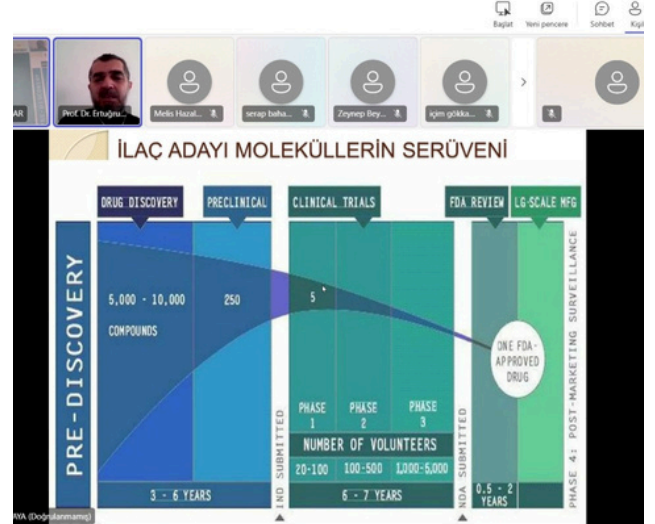 Başlat
Yeni pencere
Sohbet
Kişil
AR
Prof. Dr. Ertuğru...
Melis Hazal...
serap baha...
Zeynep Bey...
içim gökka...
İLAÇ ADAYI MOLEKÜLLERİN SERÜVENİ
DRUG DISCOVERY
PRECLINICAL
CLINICAL TRIALS
FDA REVIEW
LG-SCALE MFG
PRE-DISCOVERY
5,000 - 10,000
COMPOUNDS
250
5
ONE FDA-
APPROVED
DRUG
PHASE
1
PHASE
2
PHASE
3
NUMBER OF VOLUNTEERS
20-100
100-500
1,000-5,000
IND SUBMITTED
NDA SUBMITTED
3 - 6 YEARS
6 - 7 YEARS
0.5 - 2
YEARS
PHASE 4: POST-MARKETING SURVEILLANCE
AYA (Doğrulanmamış)